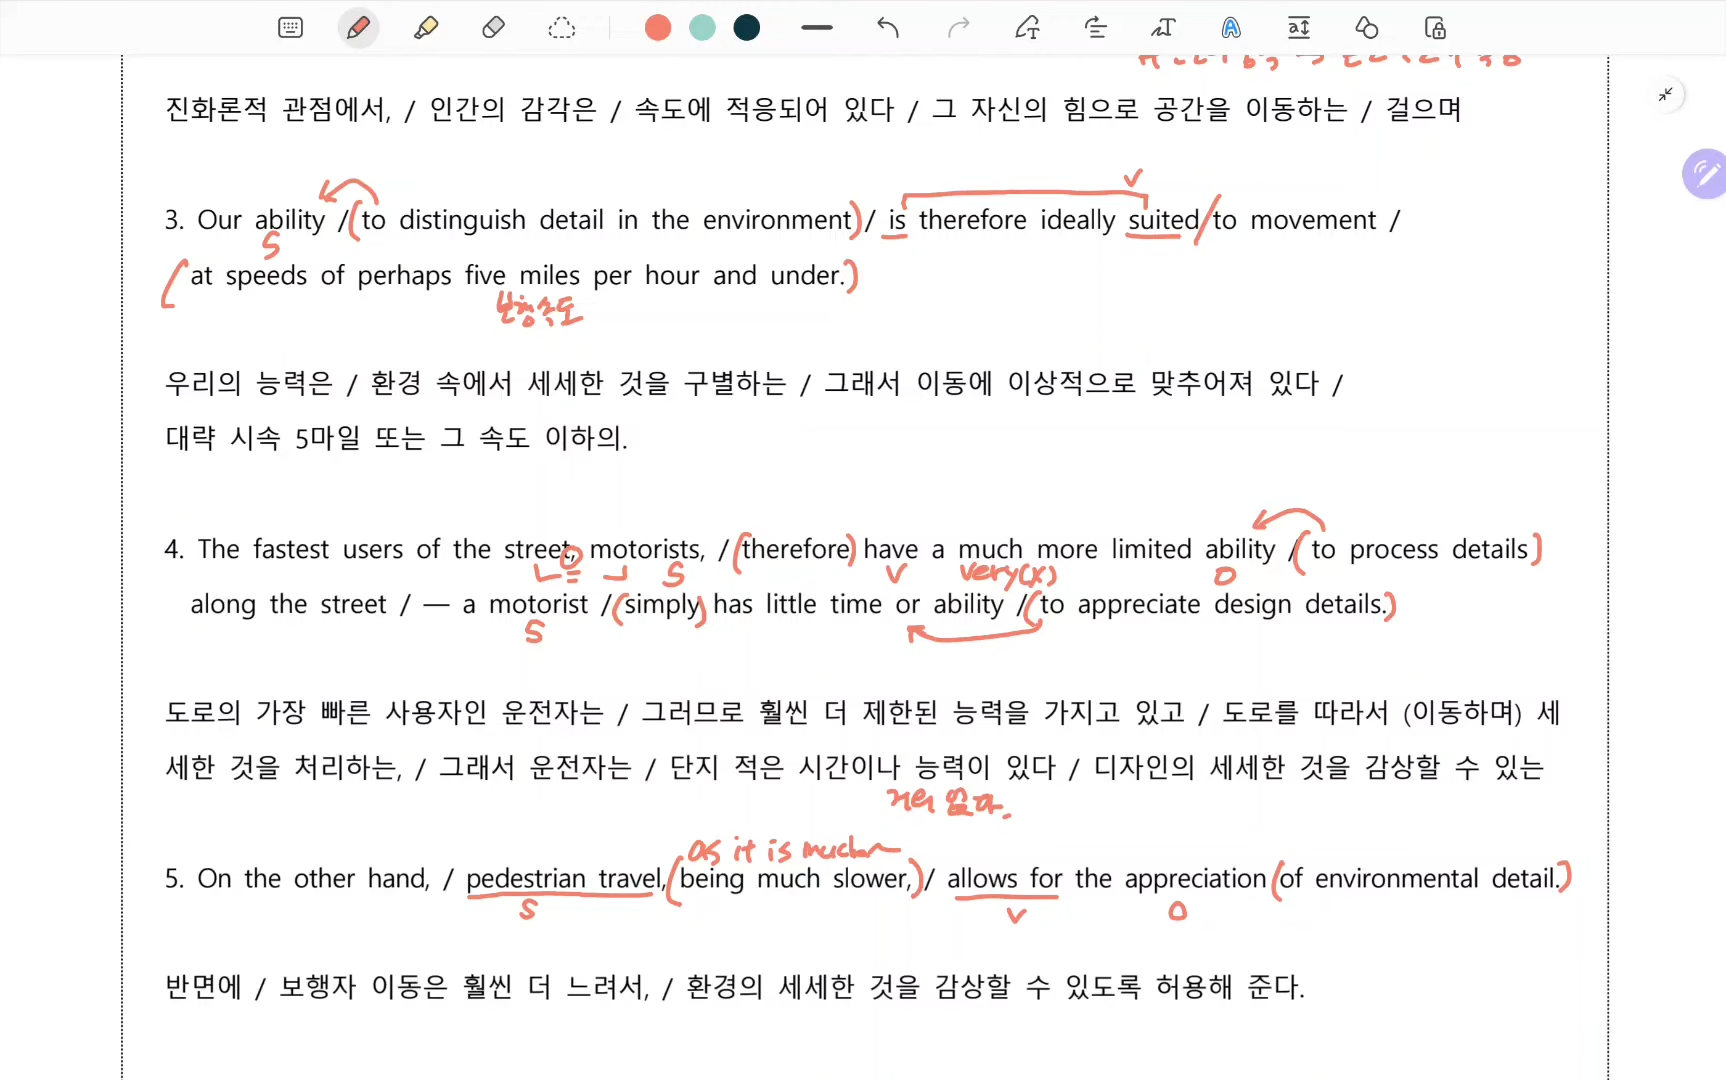 진화론적 관점에서, / 인간의 감각은 / 속도에 적응되어 있다 / 그 자신의 힘으로 공간을 이동하는 / 걸으며
V
3. Our ability / (to distinguish detail in the environment) / is therefore ideally suited / to movement /
S
(at speeds of perhaps five miles per hour and under.)
보행속도
우리의 능력은 / 환경 속에서 세세한 것을 구별하는 / 그래서 이동에 이상적으로 맞추어져 있다 /
대략 시속 5마일 또는 그 속도 이하의.
4. The fastest users of the street, motorists, / (therefore) have a much more limited ability / (to process details)
S V very(x) O
along the street / — a motorist / (simply) has little time or ability / (to appreciate design details.)
S
도로의 가장 빠른 사용자인 운전자는 / 그러므로 훨씬 더 제한된 능력을 가지고 있고 / 도로를 따라서 (이동하며) 세
세한 것을 처리하는, / 그래서 운전자는 / 단지 적은 시간이나 능력이 있다 / 디자인의 세세한 것을 감상할 수 있는
거의 없다.
as it is much
5. On the other hand, / pedestrian travel, (being much slower,) / allows for the appreciation (of environmental detail.)
S V O
반면에 / 보행자 이동은 훨씬 더 느려서, / 환경의 세세한 것을 감상할 수 있도록 허용해 준다.